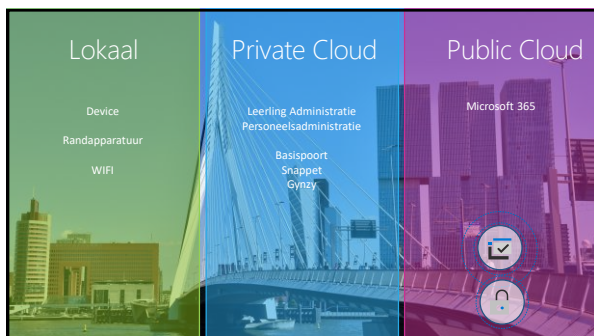 Lokaal
Device
Randapparatuur
WIFI
Private Cloud
Leerling Administratie
Personeelsadministratie
Basispoort
Snappet
Gynzy
Public Cloud
Microsoft 365